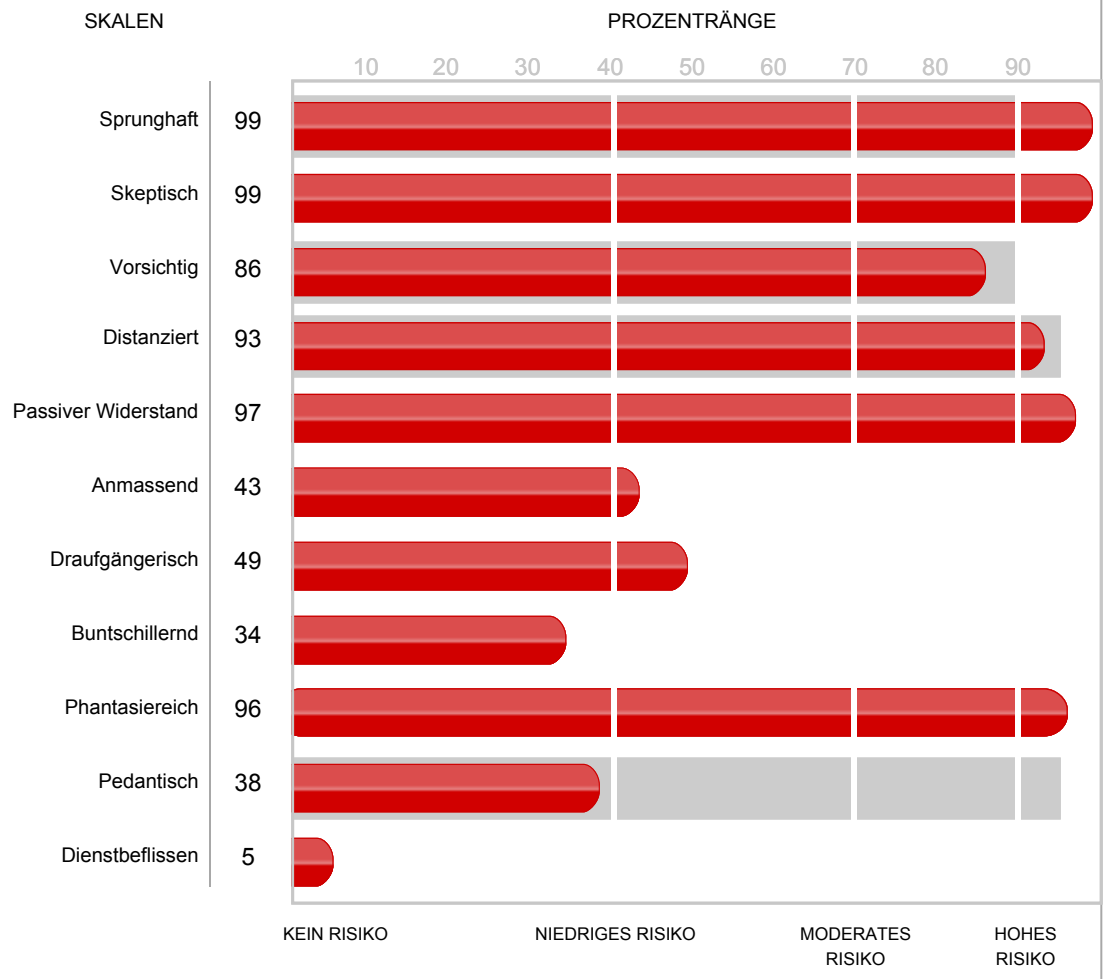 SKALEN PROZENTRÄNGE
10 20 30 40 50 60 70 80 90
Sprunghaft 99
Skeptisch 99
Vorsichtig 86
Distanziert 93
Passiver Widerstand 97
Anmassend 43
Draufgängerisch 49
Buntschillernd 34
Phantasiereich 96
Pedantisch 38
Dienstbeflissen 5
KEIN RISIKO NIEDRIGES RISIKO MODERATES HOHES
RISIKO RISIKO